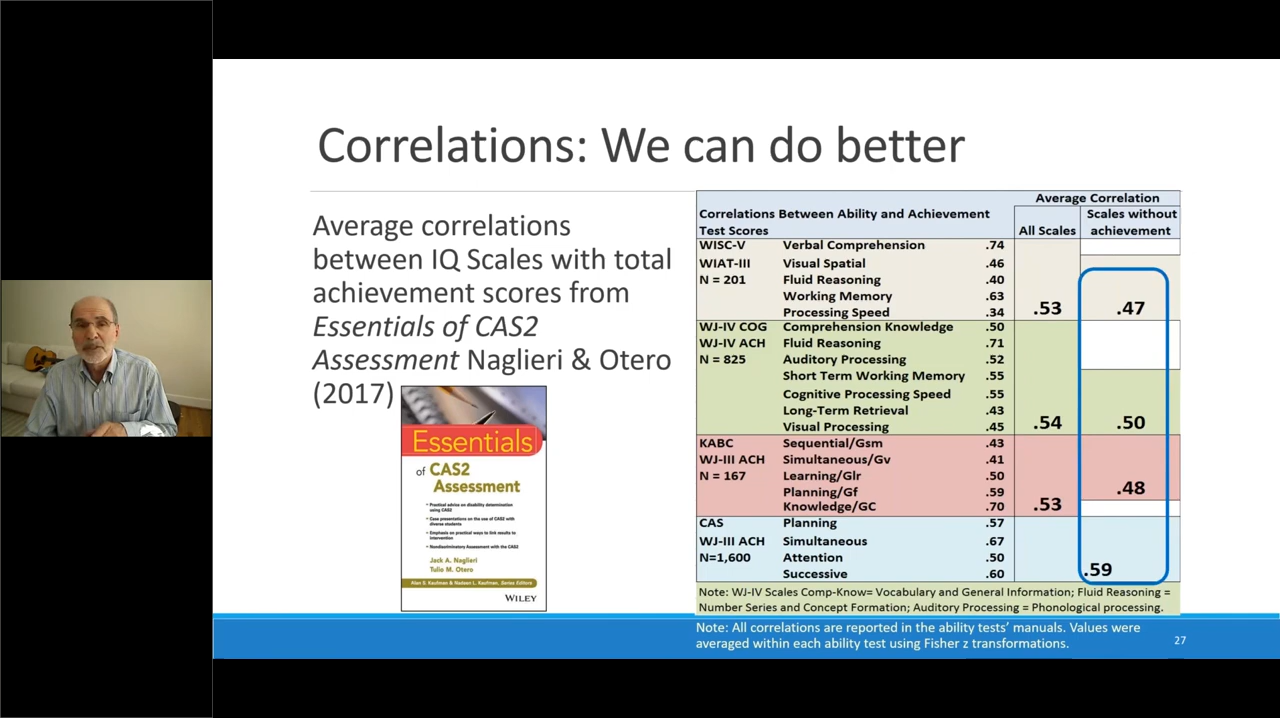 Correlations: We can do better
Average correlations
between IQ Scales with total
achievement scores from
Essentials of CAS2
Assessment Naglieri & Otero
(2017)
Essentials
of CAS2
Assessment
• Practical advice on disability determination
using CAS2
• Case presentations on the use of CAS2 with
diverse students
• Emphasis on practical ways to link results to
intervention
• Nondiscriminatory Assessment with the CAS2
Jack A. Naglieri
Tulio M. Otero
Alan S. Kaufman & Nadeen L. Kaufman, Series Editors
WILEY
Average Correlation
Correlations Between Ability and Achievement
Test Scores
All Scales
Scales without
achievement
WISC-V Verbal Comprehension .74
WIAT-III Visual Spatial .46
N = 201 Fluid Reasoning .40
Working Memory .63
Processing Speed .34 .53 .47
WJ-IV COG Comprehension Knowledge .50
WJ-IV ACH Fluid Reasoning .71
N = 825 Auditory Processing .52
Short Term Working Memory .55
Cognitive Processing Speed .55
Long-Term Retrieval .43
Visual Processing .45 .54 .50
KABC Sequential/Gsm .43
WJ-III ACH Simultaneous/Gv .41
N = 167 Learning/Glr .50
Planning/Gf .59 .48
Knowledge/GC .70 .53
CAS Planning .57
WJ-III ACH Simultaneous .67
N=1,600 Attention .50
Successive .60 .59
Note: WJ-IV Scales Comp-Know= Vocabulary and General Information; Fluid Reasoning =
Number Series and Concept Formation; Auditory Processing = Phonological processing.
Note: All correlations are reported in the ability tests’ manuals. Values were
averaged within each ability test using Fisher z transformations.
27